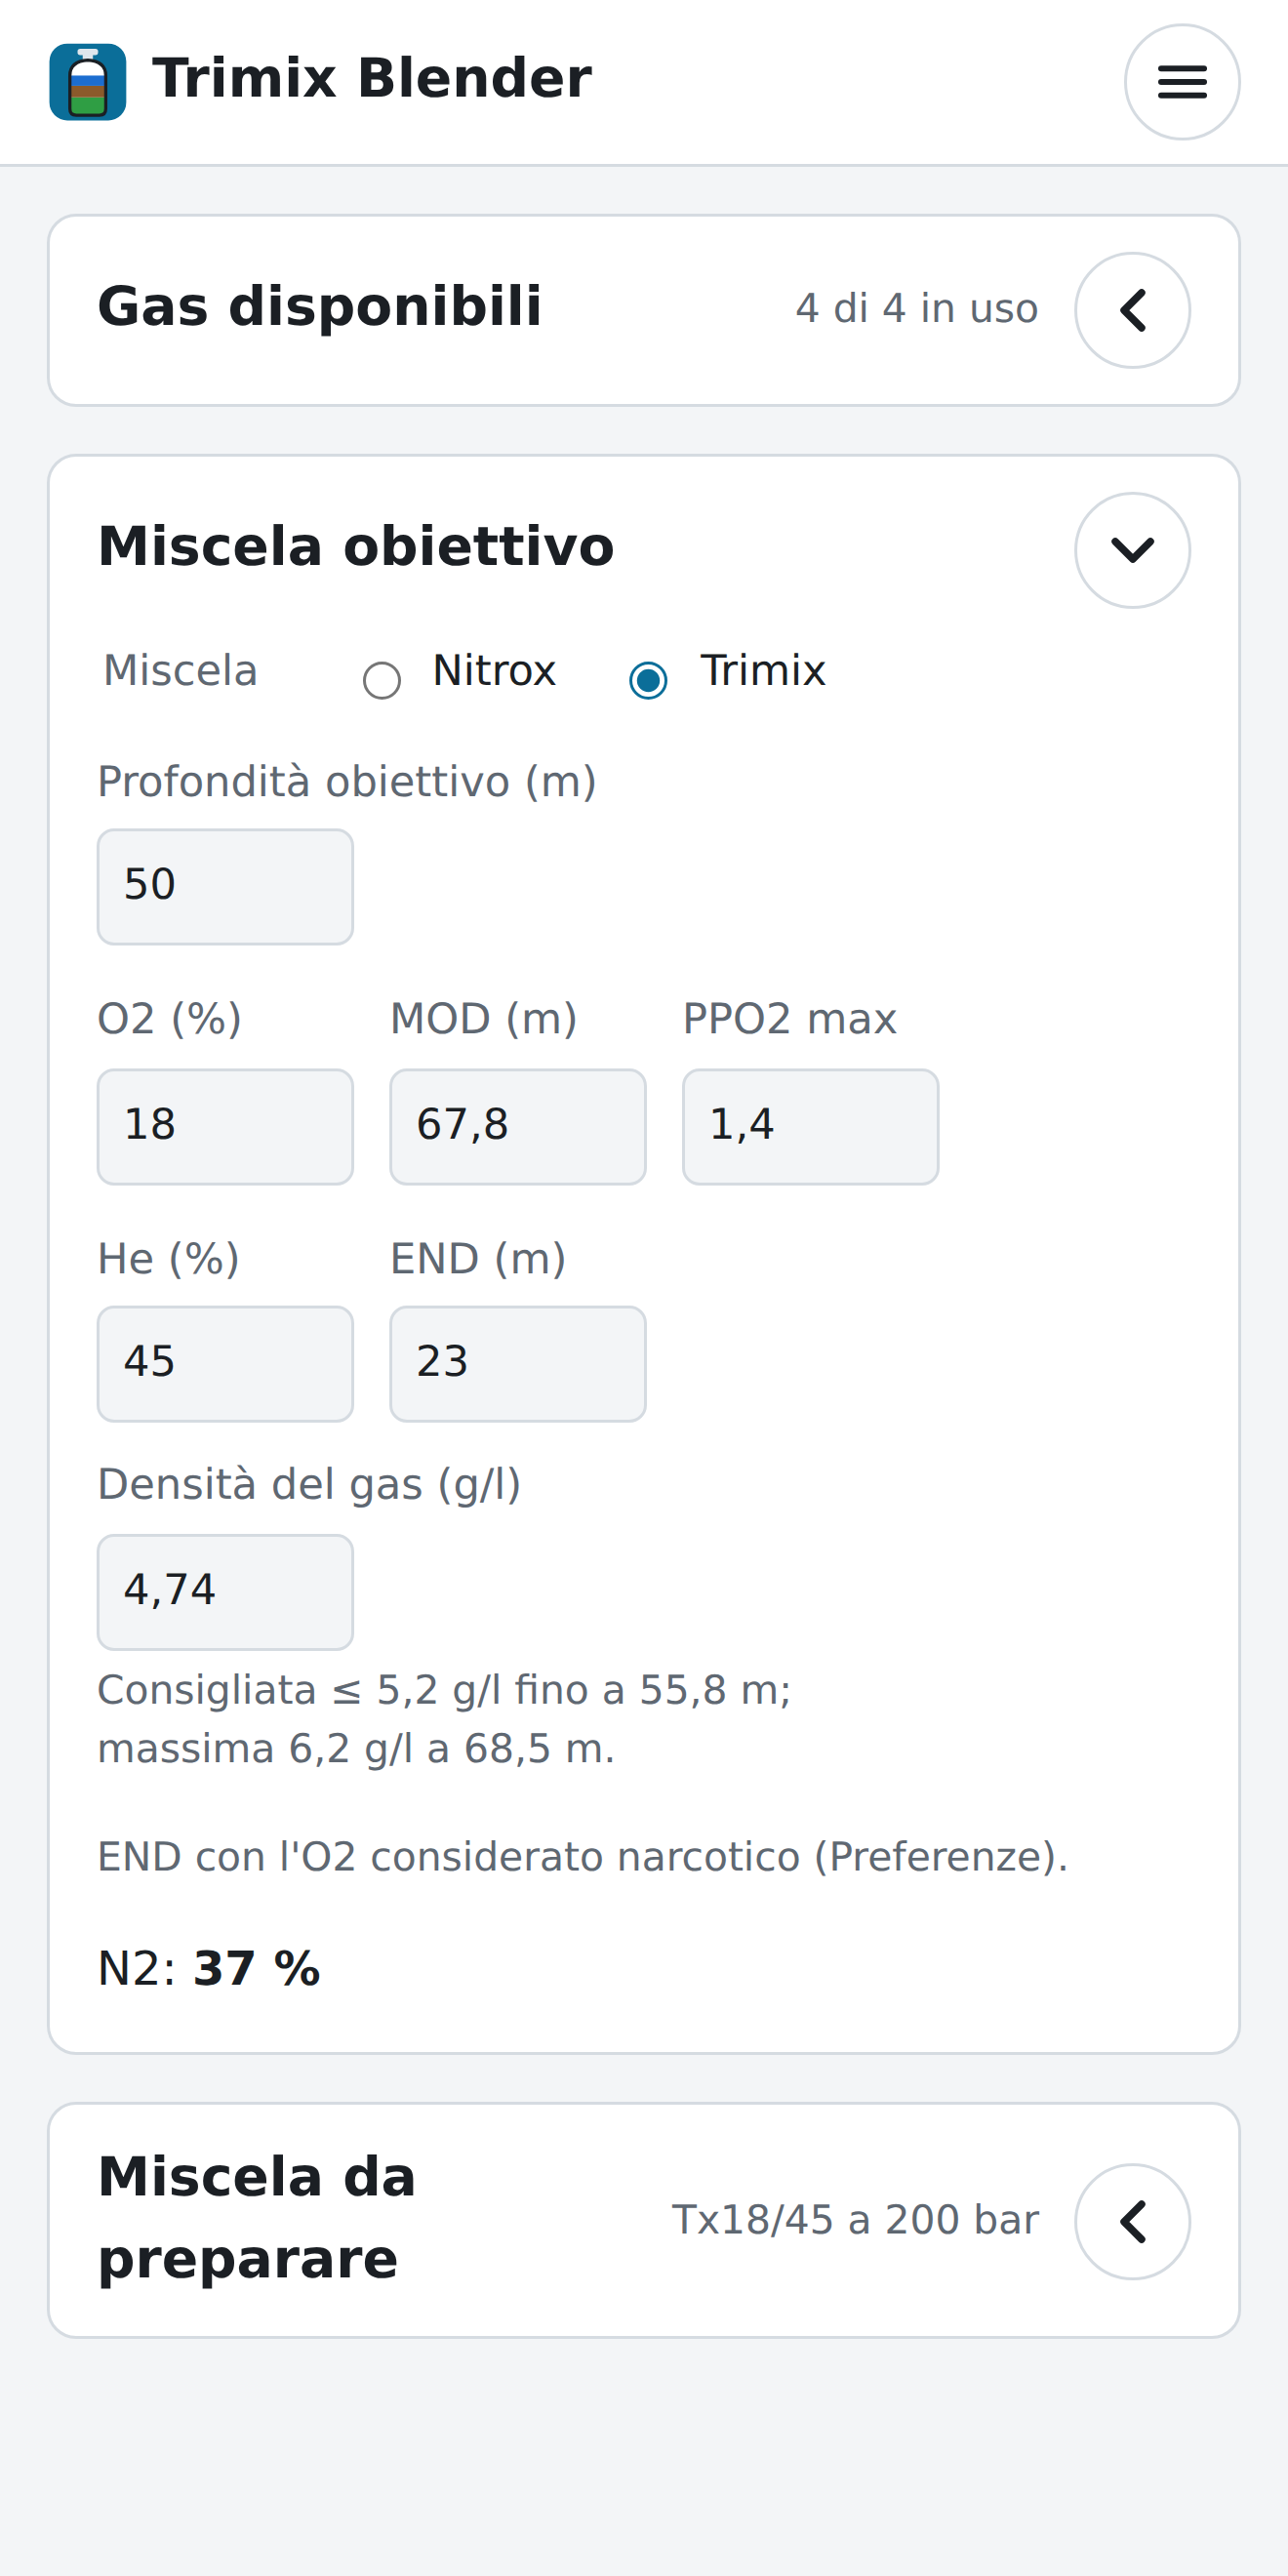 Trimix Blender
Gas disponibili
4 di 4 in uso
Miscela obiettivo
Miscela Nitrox Trimix
Profondità obiettivo (m)
50
O2 (%) MOD (m) PPO2 max
18 67,8 1,4
He (%) END (m)
45 23
Densità del gas (g/l)
4,74
Consigliata ≤ 5,2 g/l fino a 55,8 m;
massima 6,2 g/l a 68,5 m.
END con l'O2 considerato narcotico (Preferenze).
N2: 37 %
Miscela da
preparare
Tx18/45 a 200 bar